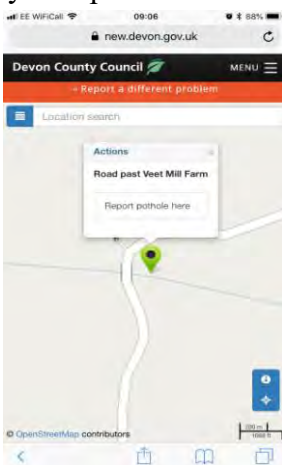 EE WiFiCall 09:06 88%
new.devon.gov.uk
Devon County Council MENU
Report a different problem
Location search
Actions
Road past Veet Mill Farm
Report pothole here
© OpenStreetMap contributors